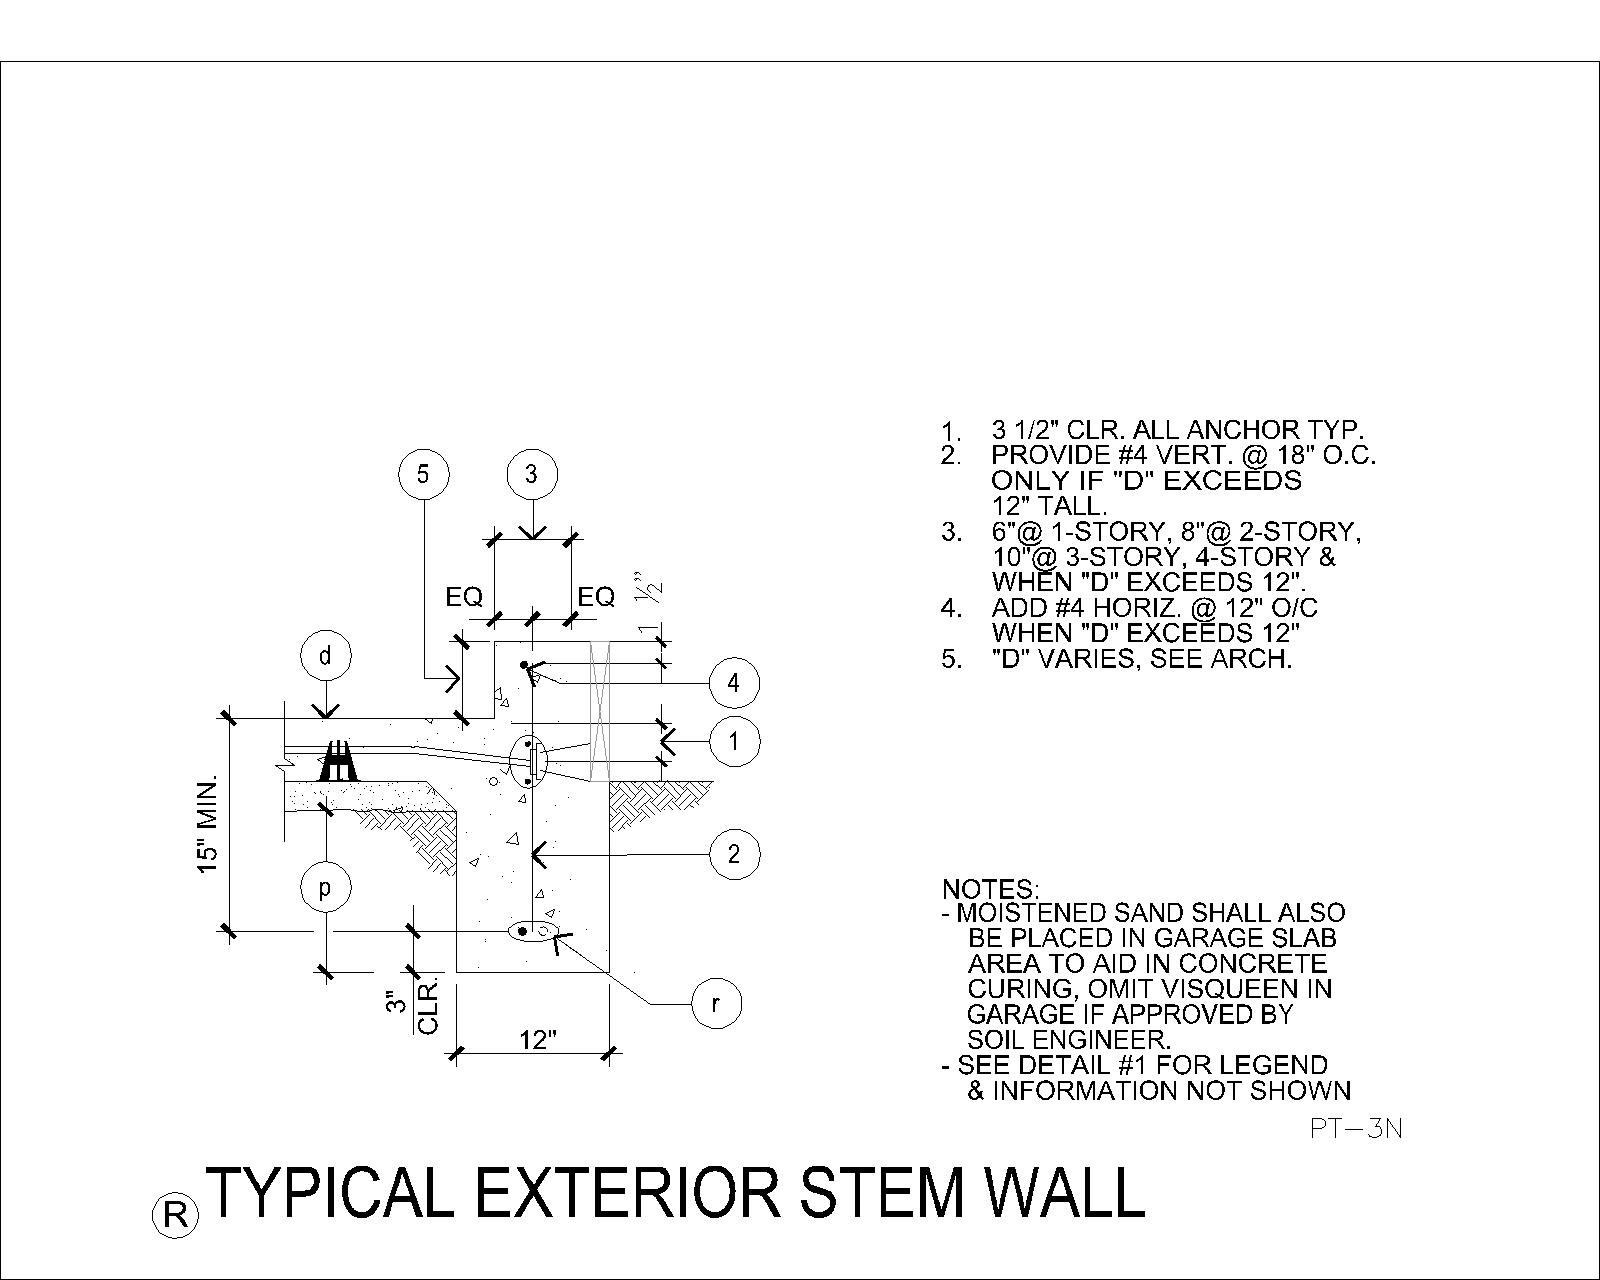 5
3
1. 3 1/2" CLR. ALL ANCHOR TYP.
2. PROVIDE #4 VERT. @ 18" O.C.
ONLY IF "D" EXCEEDS
12" TALL.
3. 6"@ 1-STORY, 8"@ 2-STORY,
10"@ 3-STORY, 4-STORY &
WHEN "D" EXCEEDS 12".
4. ADD #4 HORIZ. @ 12" O/C
WHEN "D" EXCEEDS 12"
5. "D" VARIES, SEE ARCH.
EQ
EQ
1 1/2"
d
4
1
15" MIN.
2
p
3"
CLR.
r
12"
NOTES:
- MOISTENED SAND SHALL ALSO
BE PLACED IN GARAGE SLAB
AREA TO AID IN CONCRETE
CURING, OMIT VISQUEEN IN
GARAGE IF APPROVED BY
SOIL ENGINEER.
- SEE DETAIL #1 FOR LEGEND
& INFORMATION NOT SHOWN
PT-3N
R TYPICAL EXTERIOR STEM WALL